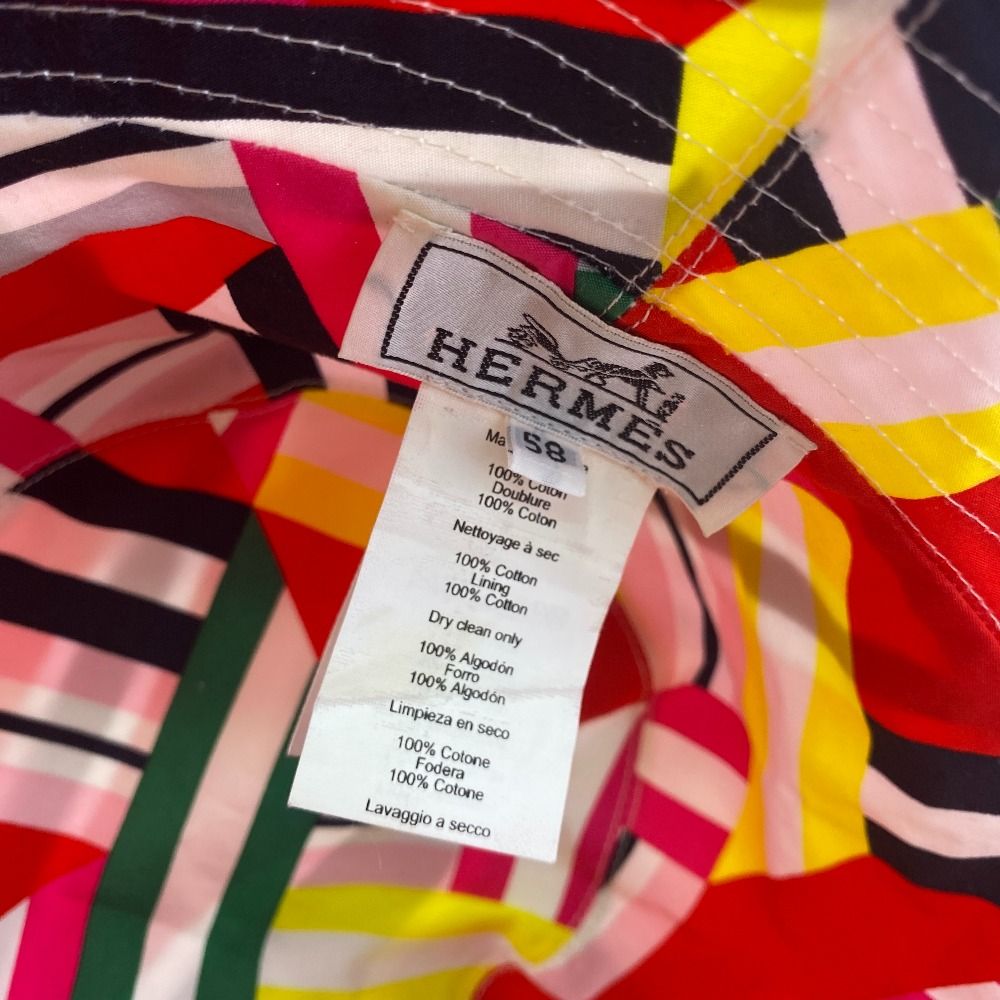 HERMES
58
100% Coton
Doublure
100% Coton
Nettoyage à sec
100% Cotton
Lining
100% Cotton
Dry clean only
100% Algodón
Forro
100% Algodón
Limpieza en seco
100% Cotone
Fodera
100% Cotone
Lavaggio a secco